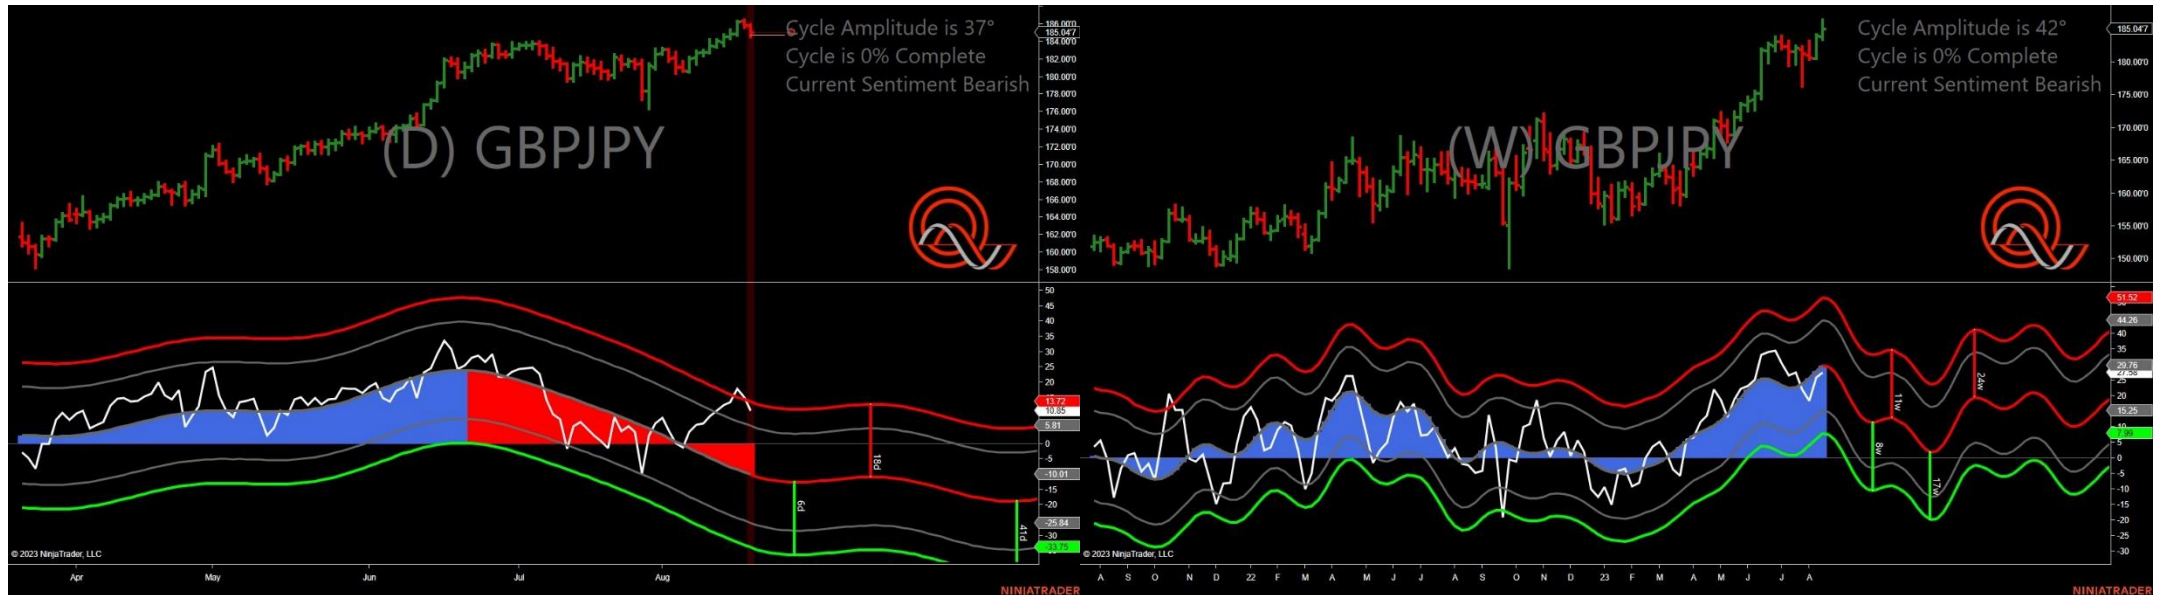 Cycle Amplitude is 37°
Cycle is 0% Complete
Current Sentiment Bearish
(D) GBPJPY
186.00'0
185.04'7
184.00'0
182.00'0
180.00'0
178.00'0
176.00'0
174.00'0
172.00'0
170.00'0
168.00'0
166.00'0
164.00'0
162.00'0
160.00'0
158.00'0
50
45
40
35
30
25
20
13.72
10.85
5.81
0
-5
-10.01
-15
-20
-25.84
-30
-33.75
18d
6d
41d
© 2023 NinjaTrader, LLC
Apr May Jun Jul Aug
NINJATRADER
Cycle Amplitude is 42°
Cycle is 0% Complete
Current Sentiment Bearish
(W) GBPJPY
185.04'7
180.00'0
175.00'0
170.00'0
165.00'0
160.00'0
155.00'0
150.00'0
51.52
44.26
40
35
29.76
25
20
15.25
7.99
5
0
-5
-10
-15
-20
-25
-30
11w
24w
8w
17w
© 2023 NinjaTrader, LLC
A S O N D 22 F M A M J J A S O N D 23 F M A M J J A
NINJATRADER